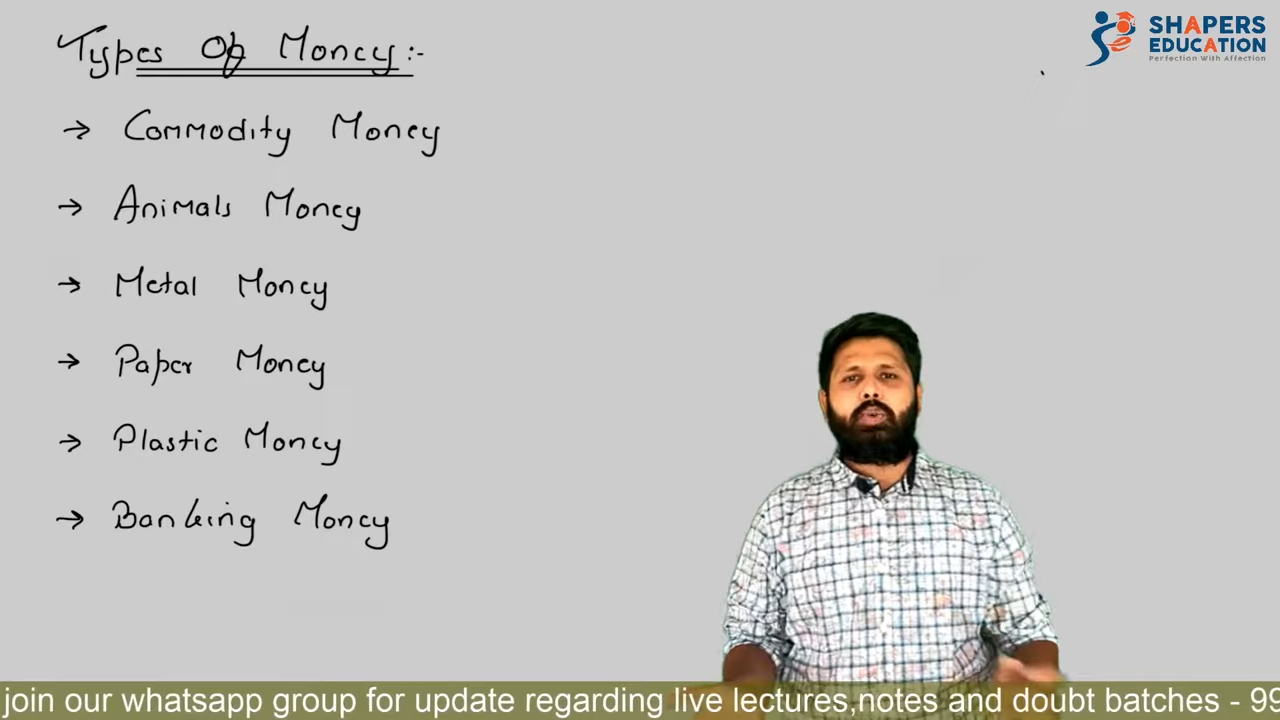 Types Of Money:-
SHAPERS
EDUCATION
Perfection With Affection
→ Commodity Money
→ Animals Money
→ Metal Money
→ Paper Money
→ Plastic Money
→ Banking Money
join our whatsapp group for update regarding live lectures,notes and doubt batches - 99